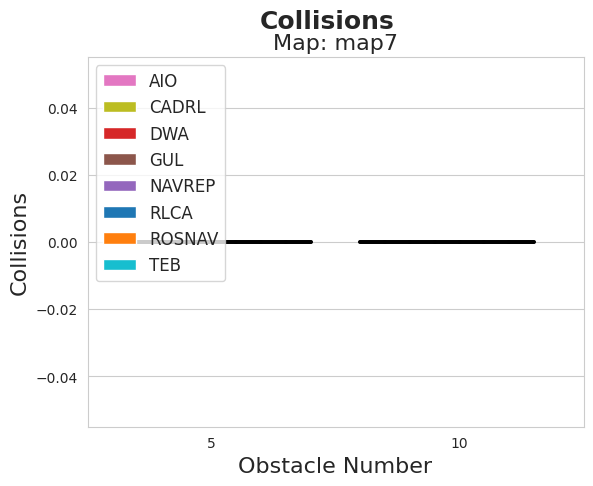 Collisions
Map: map7
AIO
CADRL
DWA
GUL
NAVREP
RLCA
ROSNAV
TEB
Collisions
0.04
0.02
0.00
−0.02
−0.04
5
10
Obstacle Number